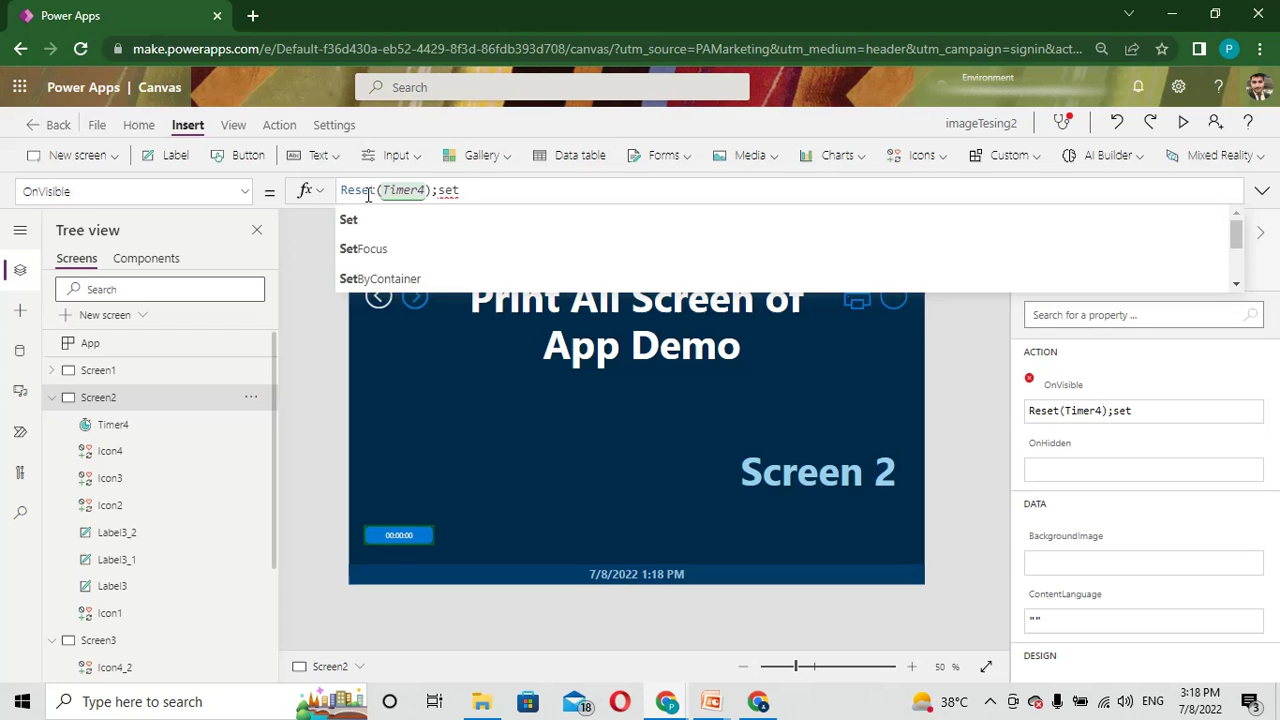 Power Apps
make.powerapps.com/e/Default-f36d430a-eb52-4429-8f3d-86fbeb393d708/canvas/?utm_source=PAMarketing&utm_medium=header&utm_campaign=signin&act...
P
Power Apps | Canvas
Search
Environment
Back
File
Home
Insert
View
Action
Settings
imageTesing2
New screen
Label
Button
Text
Input
Gallery
Data table
Forms
Media
Charts
Icons
Custom
AI Builder
Mixed Reality
OnVisible
=
fx
Reset(Timer4);set
Set
SetFocus
SetByContainer
Tree view
Screens
Components
Search
New screen
App
Screen1
Screen2
Timer4
Icon4
Icon3
Icon2
Label3_2
Label3_1
Label3
Icon1
Screen3
Icon4_2
Print All Screen of
App Demo
Screen 2
00:00:00
7/8/2022 1:18 PM
Screen2
50 %
Search for a property ...
ACTION
OnVisible
Reset(Timer4);set
OnHidden
DATA
BackgroundImage
ContentLanguage
""
DESIGN
Type here to search
18
38°C
ENG
3:18 PM
7/8/2022
3